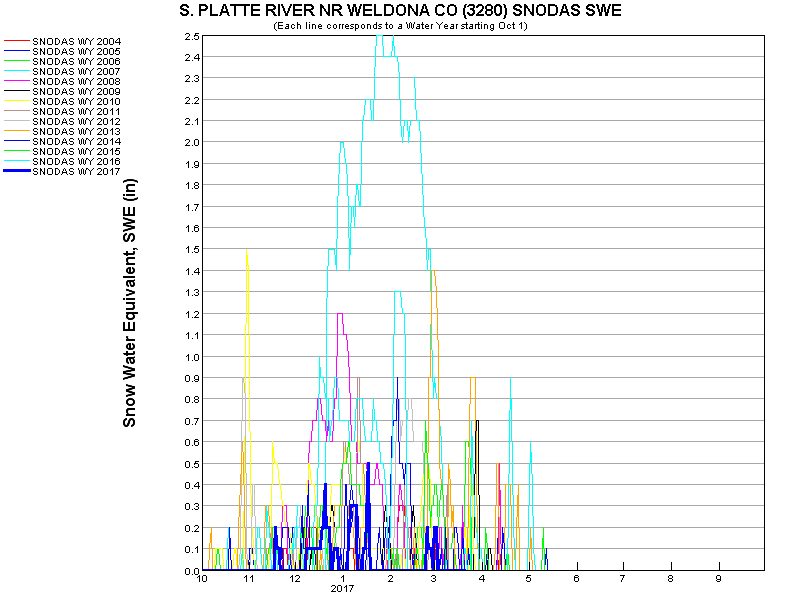 S. PLATTE RIVER NR WELDONA CO (3280) SNODAS SWE
(Each line corresponds to a Water Year starting Oct 1)
SNODAS WY 2004
SNODAS WY 2005
SNODAS WY 2006
SNODAS WY 2007
SNODAS WY 2008
SNODAS WY 2009
SNODAS WY 2010
SNODAS WY 2011
SNODAS WY 2012
SNODAS WY 2013
SNODAS WY 2014
SNODAS WY 2015
SNODAS WY 2016
SNODAS WY 2017
Snow Water Equivalent, SWE (in)
2.5
2.4
2.3
2.2
2.1
2.0
1.9
1.8
1.7
1.6
1.5
1.4
1.3
1.2
1.1
1.0
0.9
0.8
0.7
0.6
0.5
0.4
0.3
0.2
0.1
0.0
10 11 12 1 2 3 4 5 6 7 8 9
2017